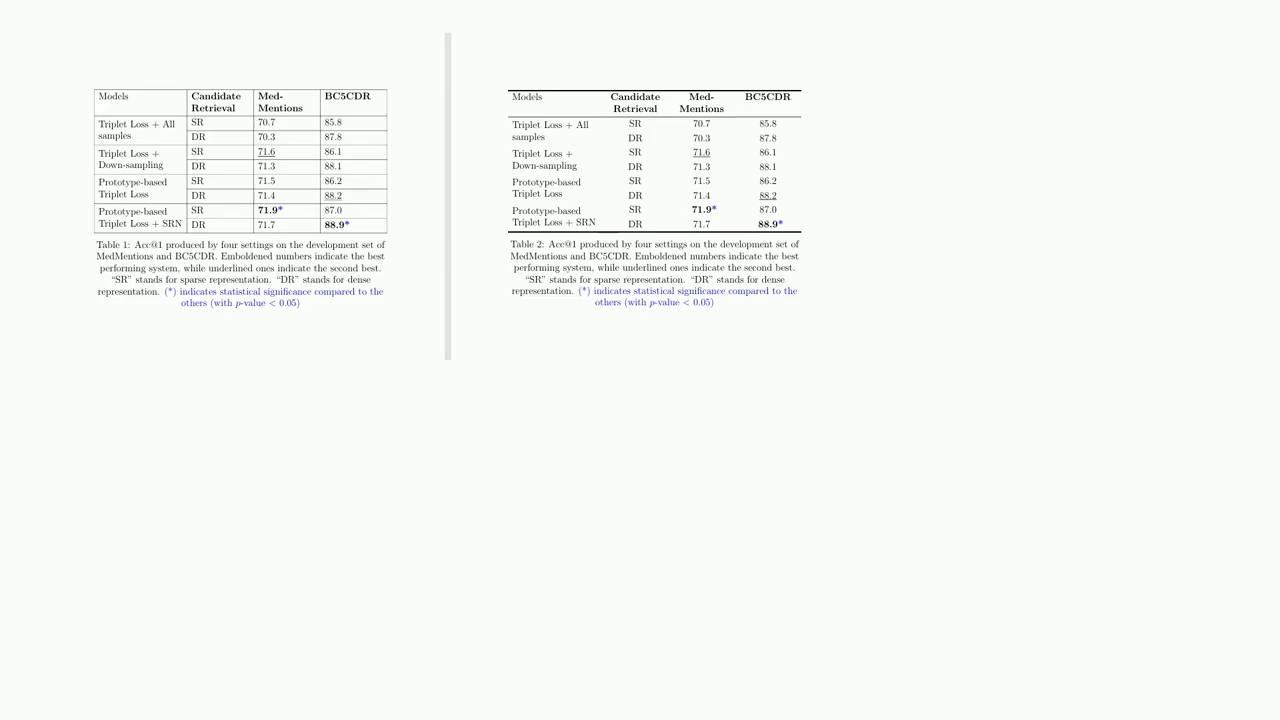 Models Candidate Retrieval Med-Mentions BC5CDR
Triplet Loss + All samples SR 70.7 85.8
DR 70.3 87.8
Triplet Loss + Down-sampling SR 71.6 86.1
DR 71.3 88.1
Prototype-based Triplet Loss SR 71.5 86.2
DR 71.4 88.2
Prototype-based Triplet Loss + SRN SR 71.9* 87.0
DR 71.7 88.9*
Table 1: Acc@1 produced by four settings on the development set of
MedMentions and BC5CDR. Emboldened numbers indicate the best
performing system, while underlined ones indicate the second best.
“SR” stands for sparse representation. “DR” stands for dense
representation. (*) indicates statistical significance compared to the
others (with p-value < 0.05)
Models Candidate Retrieval Med-Mentions BC5CDR
Triplet Loss + All samples SR 70.7 85.8
DR 70.3 87.8
Triplet Loss + Down-sampling SR 71.6 86.1
DR 71.3 88.1
Prototype-based Triplet Loss SR 71.5 86.2
DR 71.4 88.2
Prototype-based Triplet Loss + SRN SR 71.9* 87.0
DR 71.7 88.9*
Table 2: Acc@1 produced by four settings on the development set of
MedMentions and BC5CDR. Emboldened numbers indicate the best
performing system, while underlined ones indicate the second best.
“SR” stands for sparse representation. “DR” stands for dense
representation. (*) indicates statistical significance compared to the
others (with p-value < 0.05)